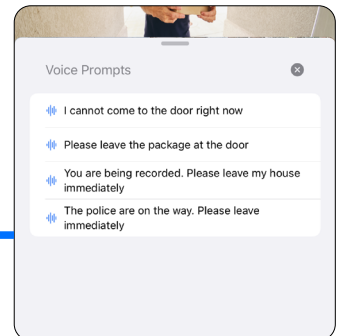 Voice Prompts
I cannot come to the door right now
Please leave the package at the door
You are being recorded. Please leave my house
immediately
The police are on the way. Please leave
immediately